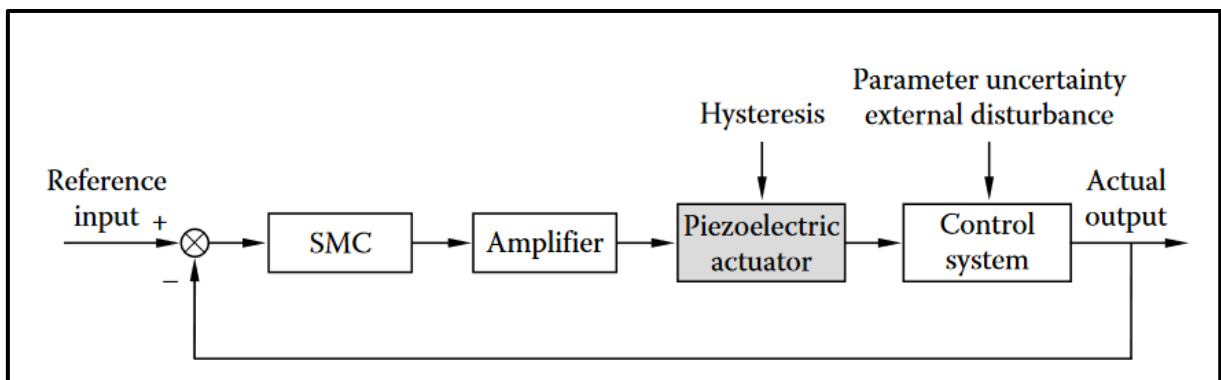 Parameter uncertainty
external disturbance
Hysteresis
Reference
input
+
Actual
output
SMC
Amplifier
Piezoelectric
actuator
Control
system
−